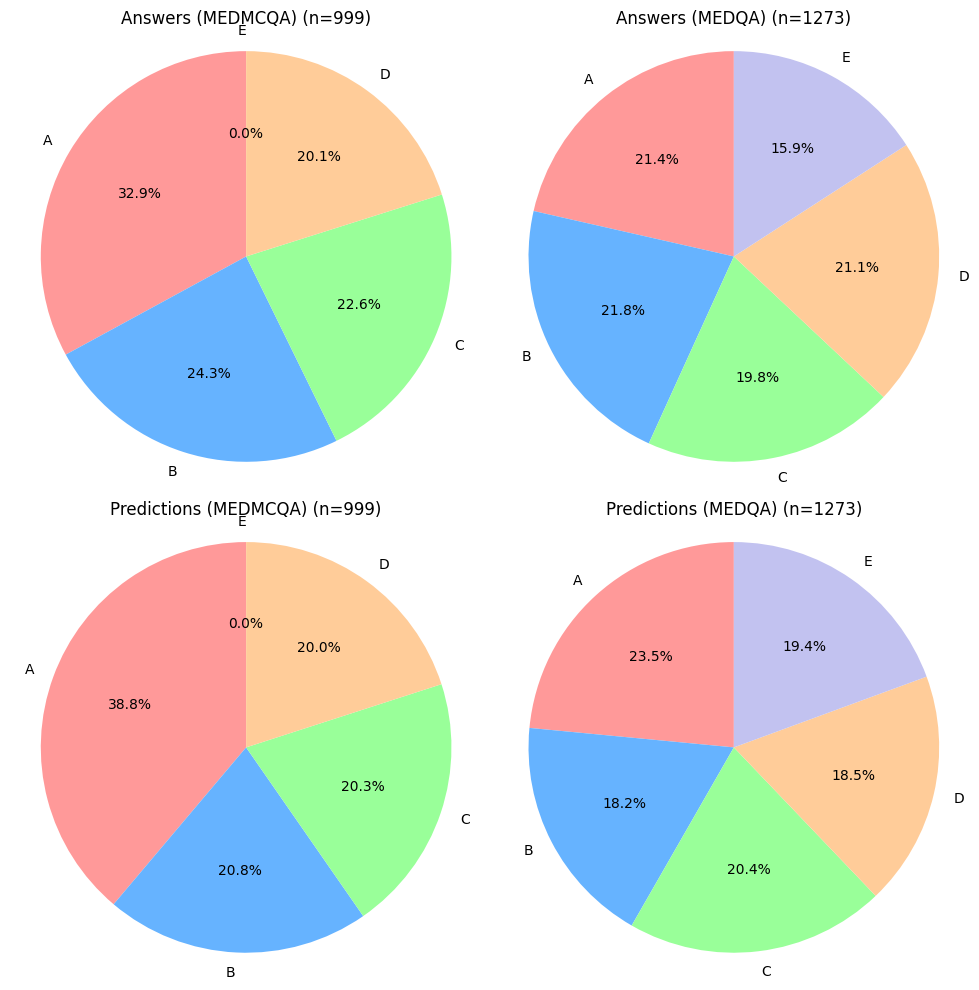 Answers (MEDMCQA) (n=999)
E
D
A
0.0%
20.1%
32.9%
22.6%
C
24.3%
B
Answers (MEDQA) (n=1273)
E
A
15.9%
21.4%
21.1%
D
21.8%
B
19.8%
C
Predictions (MEDMCQA) (n=999)
E
D
0.0%
20.0%
A
38.8%
20.3%
C
20.8%
B
Predictions (MEDQA) (n=1273)
E
A
19.4%
23.5%
18.5%
D
18.2%
B
20.4%
C